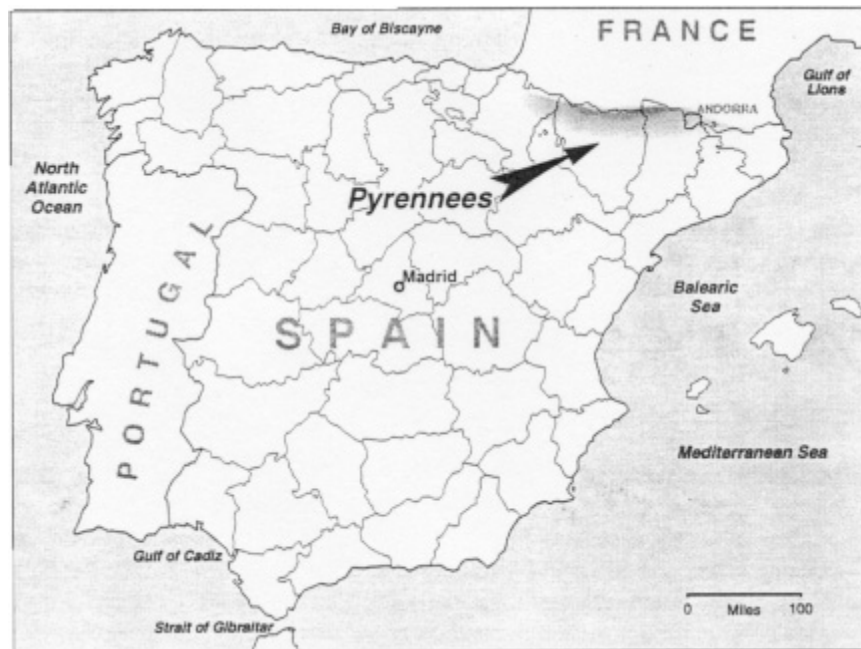 Bay of Biscayne
FRANCE
Gulf of
Lions
ANDORRA
North
Atlantic
Ocean
Pyrennees
Madrid
Balearic
Sea
SPAIN
PORTUGAL
Mediterranean Sea
Gulf of Cadiz
0 100
Miles
Strait of Gibraltar